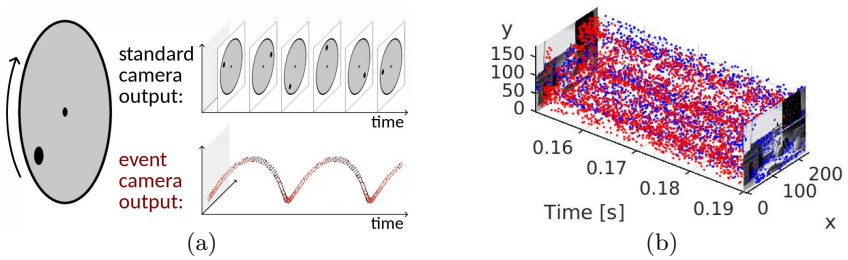 standard
camera
output:
time
event
camera
output:
time
(a)
y
150
100
50
0
0.16
0.17
0.18
0.19
Time [s]
0
100
200
x
(b)